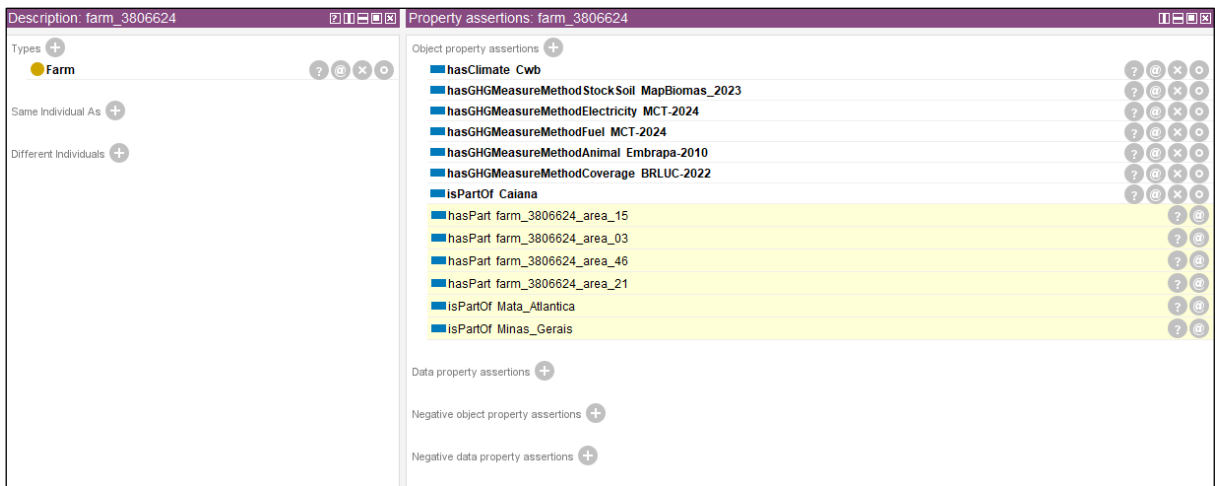 Description: farm_3806624
Types
Farm
Same Individual As
Different Individuals
Property assertions: farm_3806624
Object property assertions
hasClimate Cwb
hasGHGMeasureMethodStockSoil MapBiomas_2023
hasGHGMeasureMethodElectricity MCT-2024
hasGHGMeasureMethodFuel MCT-2024
hasGHGMeasureMethodAnimal Embrapa-2010
hasGHGMeasureMethodCoverage BRLUC-2022
isPartOf Caiana
hasPart farm_3806624_area_15
hasPart farm_3806624_area_03
hasPart farm_3806624_area_46
hasPart farm_3806624_area_21
isPartOf Mata_Atlantica
isPartOf Minas_Gerais
Data property assertions
Negative object property assertions
Negative data property assertions